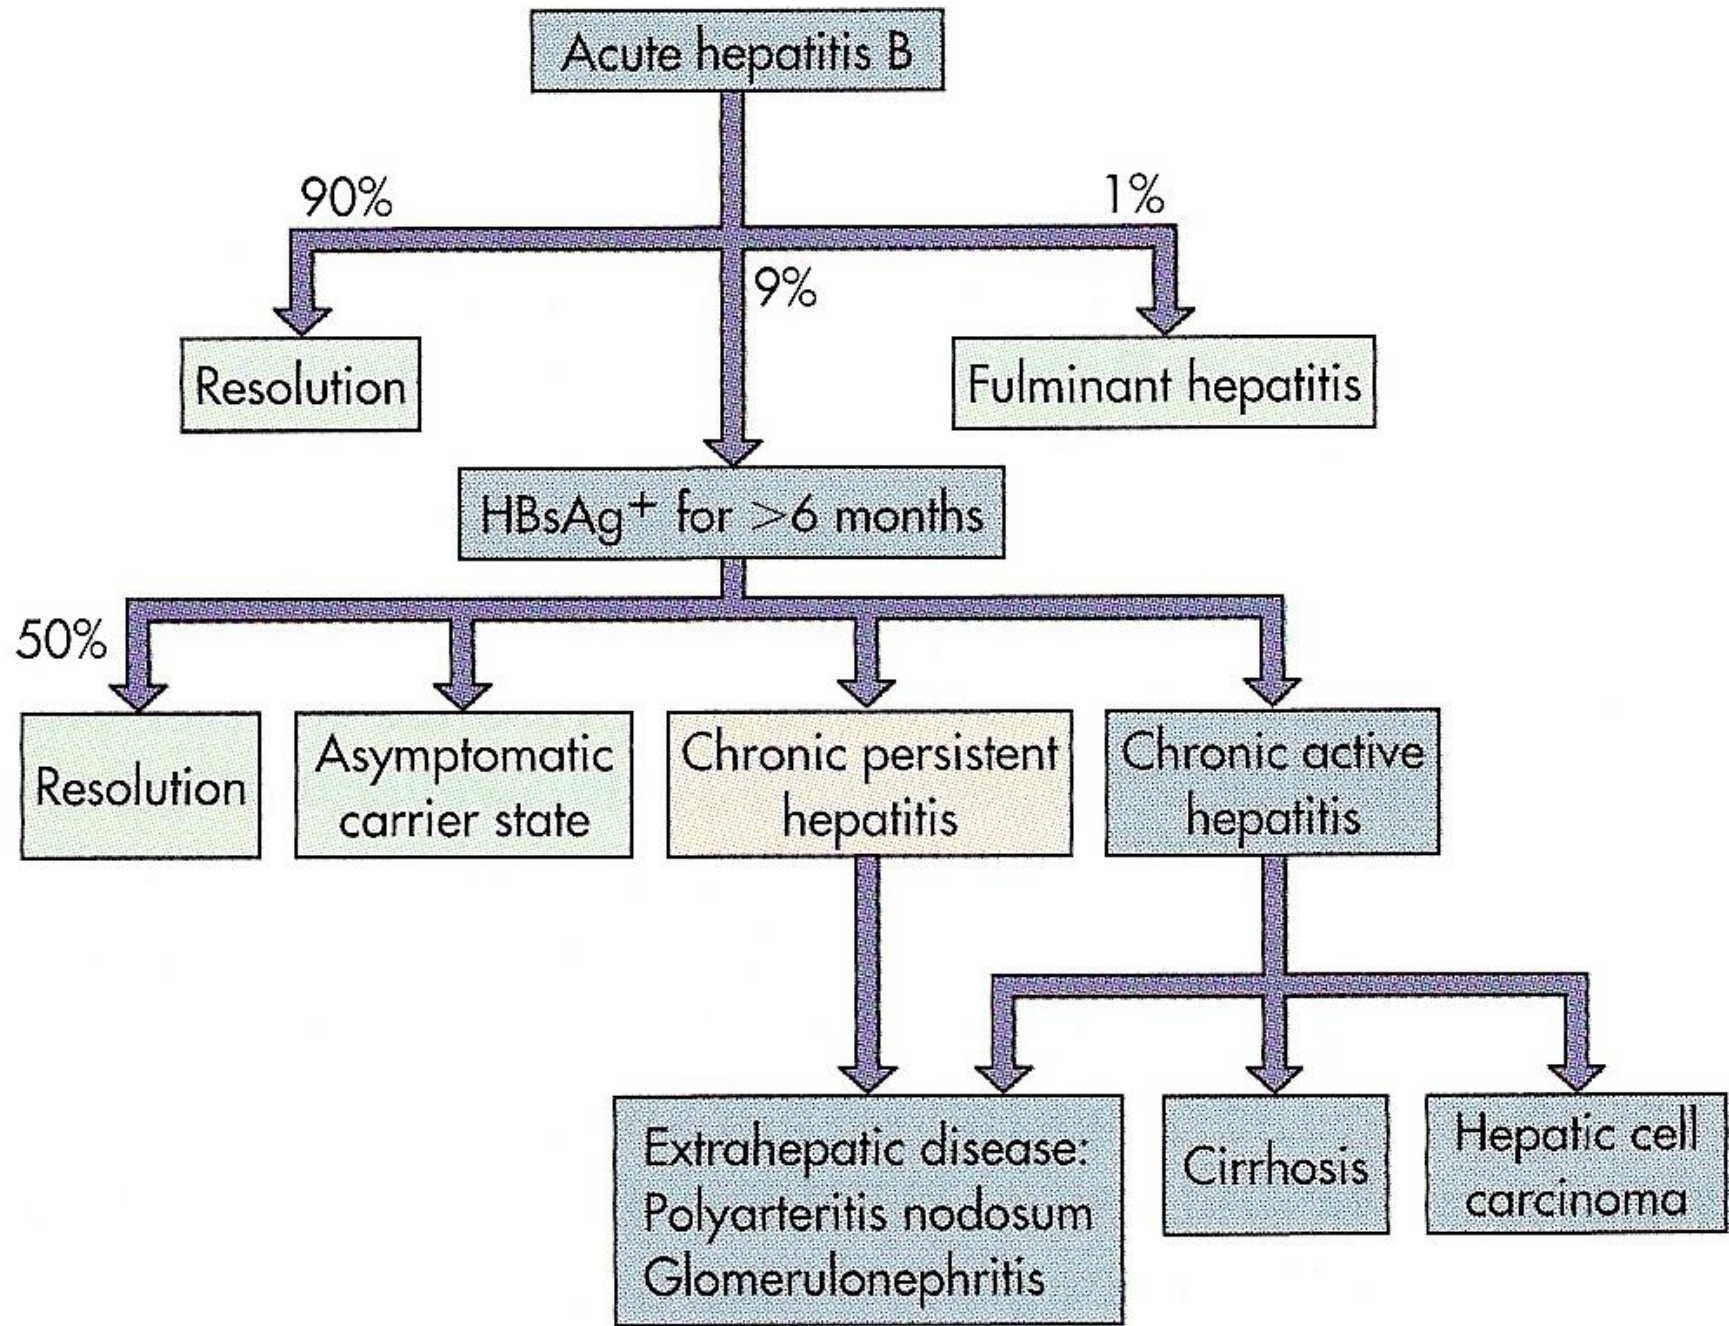 Acute hepatitis B
90%
1%
9%
Resolution
Fulminant hepatitis
HBsAg+ for >6 months
50%
Resolution
Asymptomatic
carrier state
Chronic persistent
hepatitis
Chronic active
hepatitis
Extrahepatic disease:
Polyarteritis nodosum
Glomerulonephritis
Cirrhosis
Hepatic cell
carcinoma